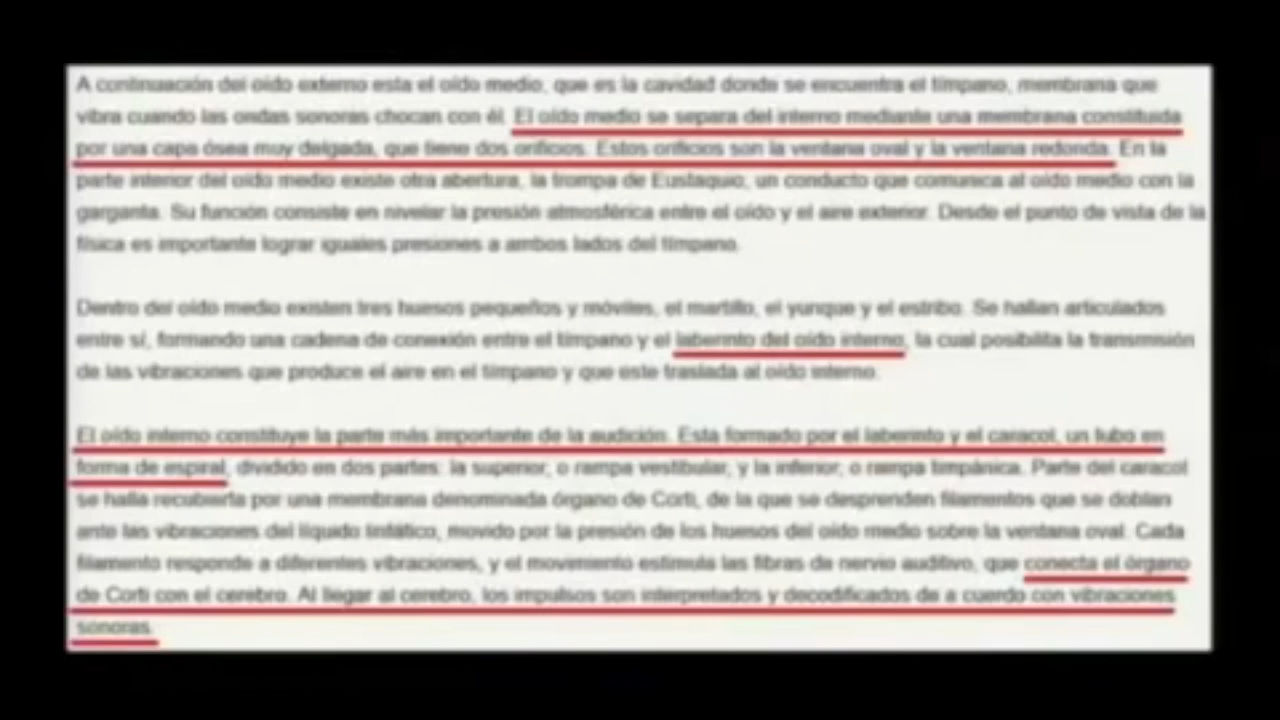 A continuación del oído externo esta el oído medio, que es la cavidad donde se encuentra el tímpano, membrana que
vibra cuando las ondas sonoras chocan con él. El oído medio se separa del interno mediante una membrana constituida
por una capa ósea muy delgada, que tiene dos orificios. Estos orificios son la ventana oval y la ventana redonda. En la
parte interior del oído medio existe otra abertura, la trompa de Eustaquio, un conducto que comunica al oído medio con la
garganta. Su función consiste en nivelar la presión atmosférica entre el oído y el aire exterior. Desde el punto de vista de la
física es importante lograr iguales presiones a ambos lados del tímpano.
Dentro del oído medio existen tres huesos pequeños y móviles, el martillo, el yunque y el estribo. Se hallan articulados
entre sí, formando una cadena de conexión entre el tímpano y el laberinto del oído interno, la cual posibilita la transmisión
de las vibraciones que produce el aire en el tímpano y que este traslada al oído interno.
El oído interno constituye la parte más importante de la audición. Esta formado por el laberinto y el caracol, un tubo en
forma de espiral, dividido en dos partes: la superior, o rampa vestibular, y la inferior, o rampa timpánica. Parte del caracol
se halla recubierta por una membrana denominada órgano de Corti, de la que se desprenden filamentos que se doblan
ante las vibraciones del líquido linfático, movido por la presión de los huesos del oído medio sobre la ventana oval. Cada
filamento responde a diferentes vibraciones, y el movimiento estimula las fibras de nervio auditivo, que conecta el órgano
de Corti con el cerebro. Al llegar al cerebro, los impulsos son interpretados y decodificados de a cuerdo con vibraciones
sonoras.